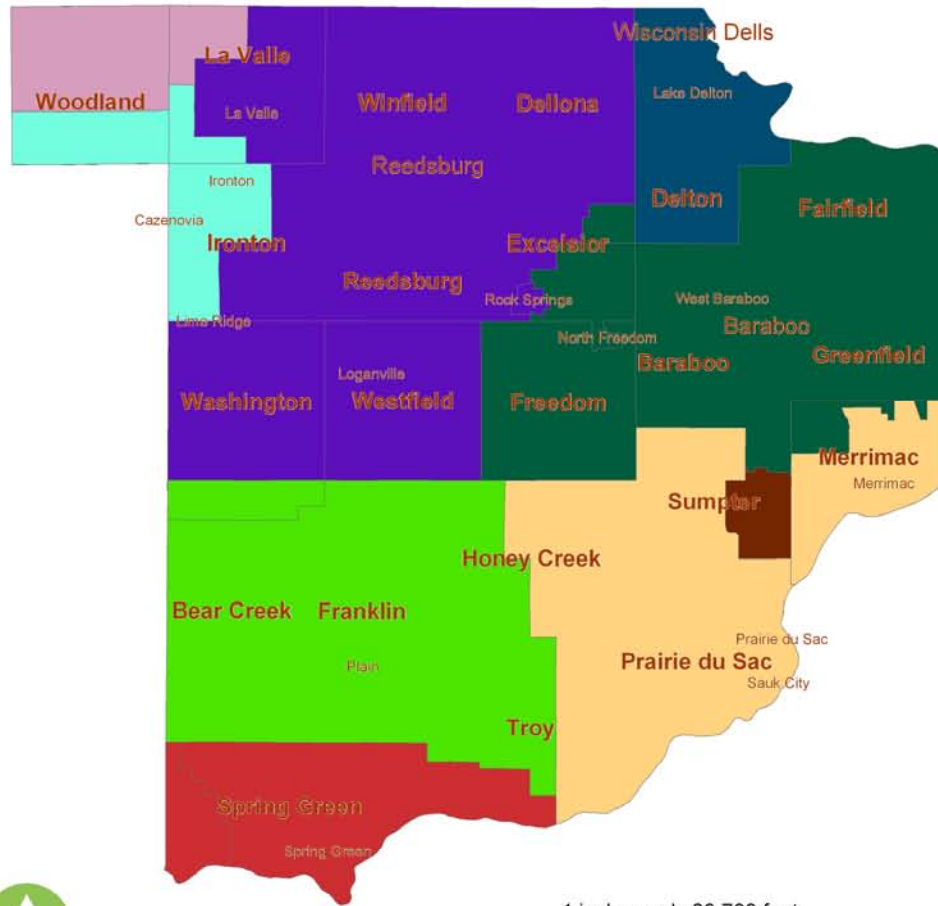 Wisconsin Dells
La Valle
Woodland
Winfield
Dellona
Lake Delton
La Valle
Reedsburg
Ironton
Delton
Fairfield
Cazenovia
Ironton
Excelsior
Reedsburg
Rock Springs
West Baraboo
Baraboo
Lime Ridge
North Freedom
Baraboo
Greenfield
Loganville
Washington
Westfield
Freedom
Merrimac
Merrimac
Sumpter
Honey Creek
Bear Creek
Franklin
Prairie du Sac
Plain
Prairie du Sac
Sauk City
Troy
Spring Green
Spring Green